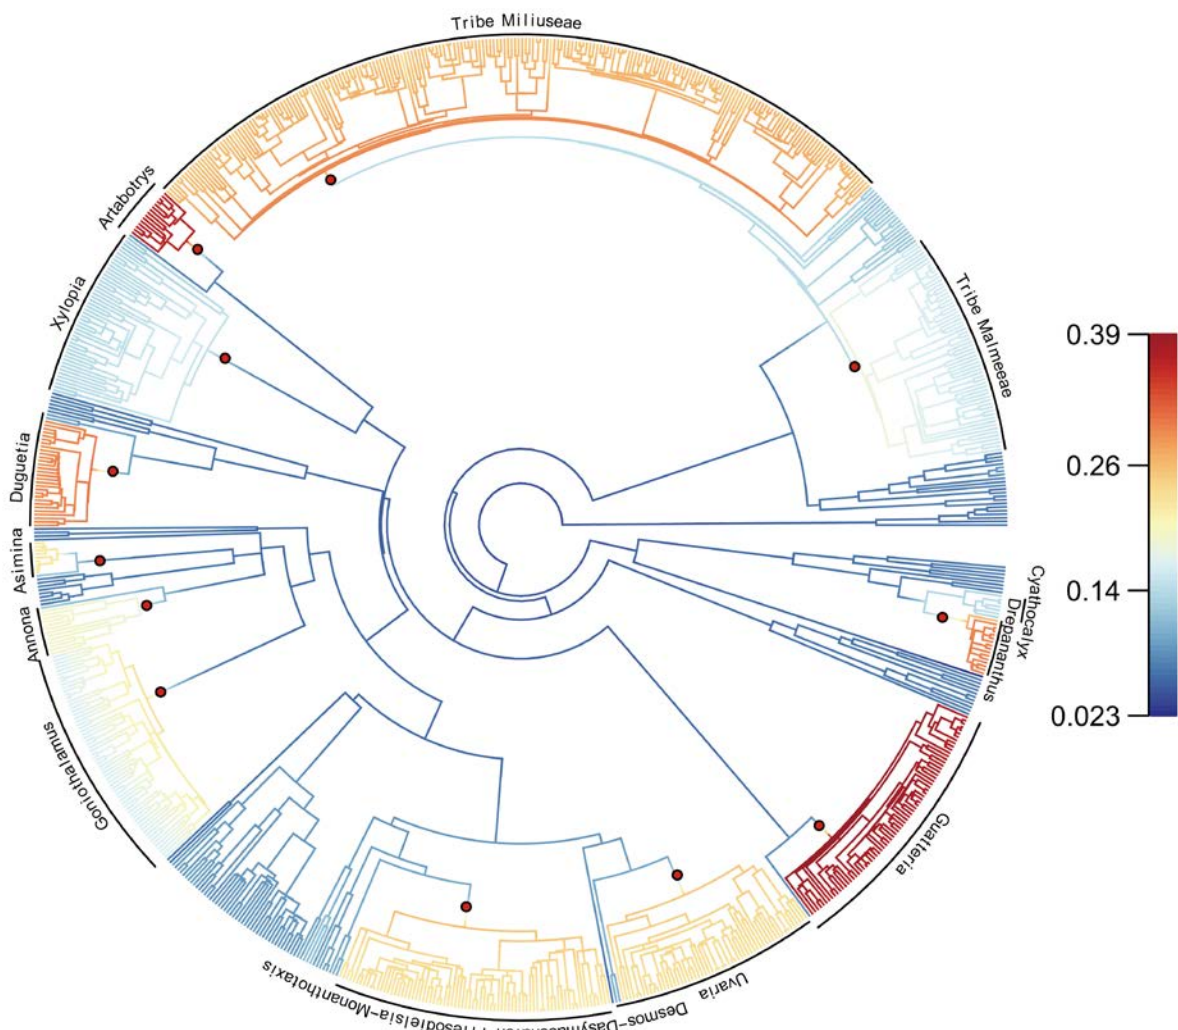 Tribe Miliuseae
Artabotrys
Xylopia
Duguetia
Asimina
Annona
Goniothalamus
Desmos-Dasymaschalon-Friesodielsia-Monanthotaxis
Uvaria
Guatteria
Drepananthus
Cyathocalyx
Tribe Malmeeae
0.39
0.26
0.14
0.023